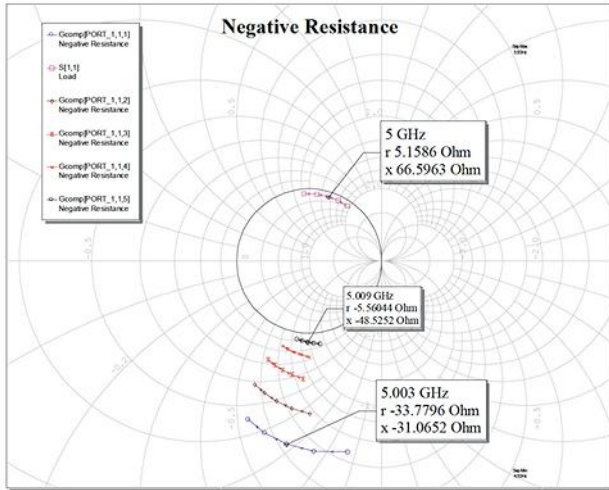 Negative Resistance
Gcomp[PORT_1,1,1]
Negative Resistance
S[1,1]
Load
Gcomp[PORT_1,1,2]
Negative Resistance
Gcomp[PORT_1,1,3]
Negative Resistance
Gcomp[PORT_1,1,4]
Negative Resistance
Gcomp[PORT_1,1,5]
Negative Resistance
5 GHz
r 5.1586 Ohm
x 66.5963 Ohm
5.009 GHz
r -5.56044 Ohm
x -48.5252 Ohm
5.003 GHz
r -33.7796 Ohm
x -31.0652 Ohm